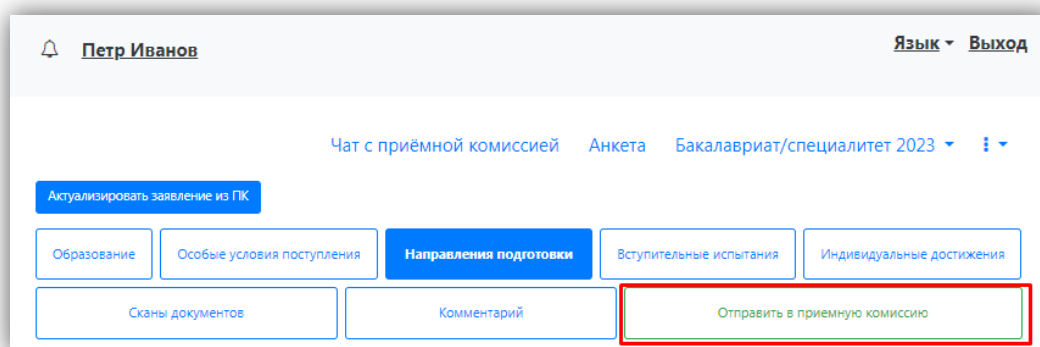 Петр Иванов
Язык Выход
Чат с приёмной комиссией Анкета Бакалавриат/специалитет 2023
Актуализировать заявление из ПК
Образование Особые условия поступления Направления подготовки Вступительные испытания Индивидуальные достижения
Сканы документов Комментарий Отправить в приемную комиссию